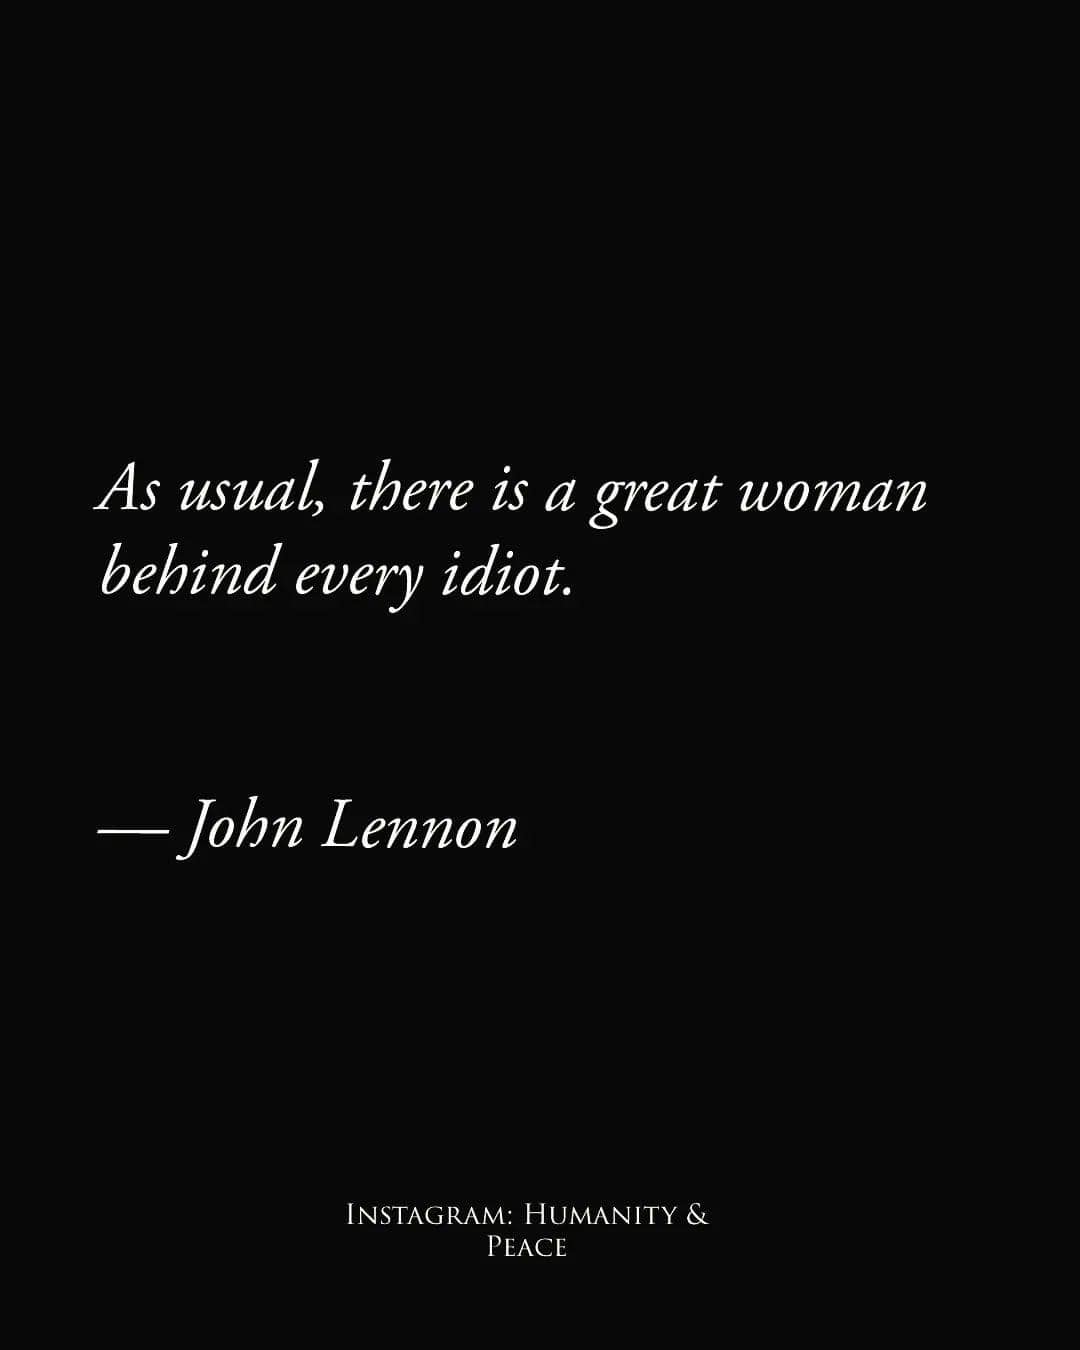 As usual, there is a great woman
behind every idiot.
— John Lennon
Instagram: Humanity &
Peace